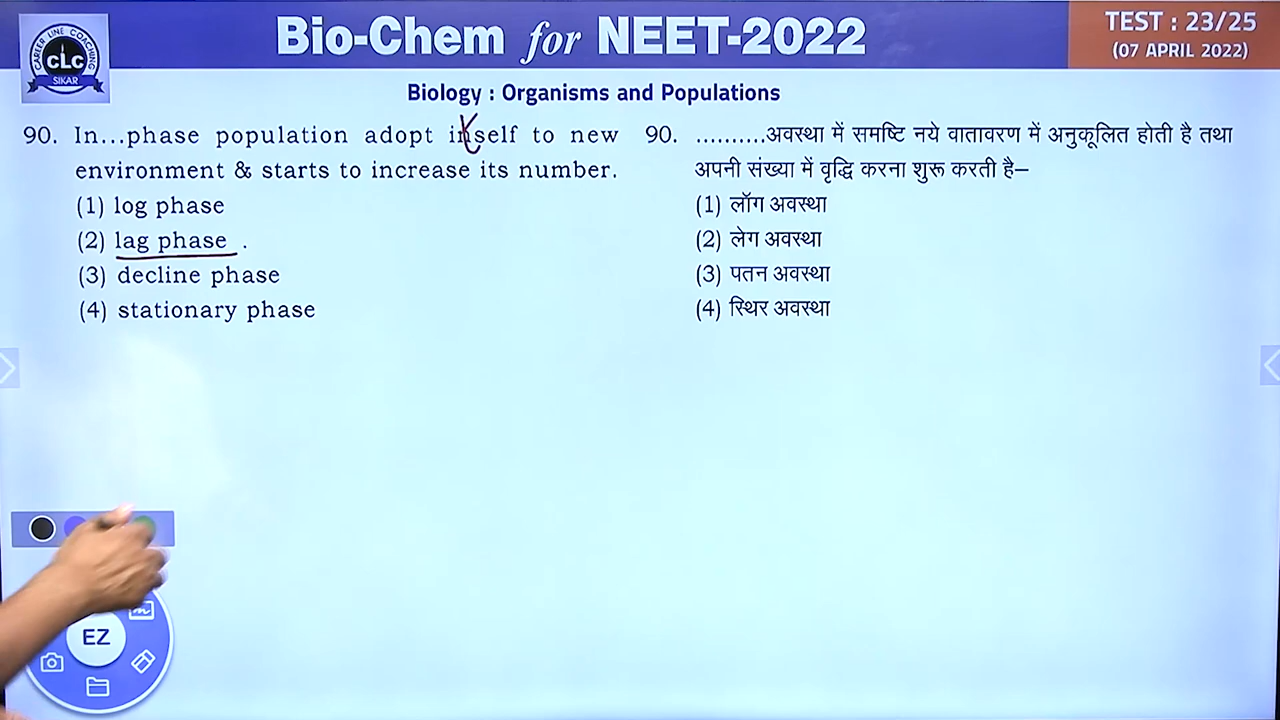 CAREER LINE COACHING
CLC
SIKAR
Bio-Chem for NEET-2022
TEST : 23/25
(07 APRIL 2022)
Biology : Organisms and Populations
90. In...phase population adopt itself to new
environment & starts to increase its number.
(1) log phase
(2) lag phase .
(3) decline phase
(4) stationary phase
90. ..........अवस्था में समष्टि नये वातावरण में अनुकूलित होती है तथा
अपनी संख्या में वृद्धि करना शुरू करती है–
(1) लॉग अवस्था
(2) लेग अवस्था
(3) पतन अवस्था
(4) स्थिर अवस्था
EZ